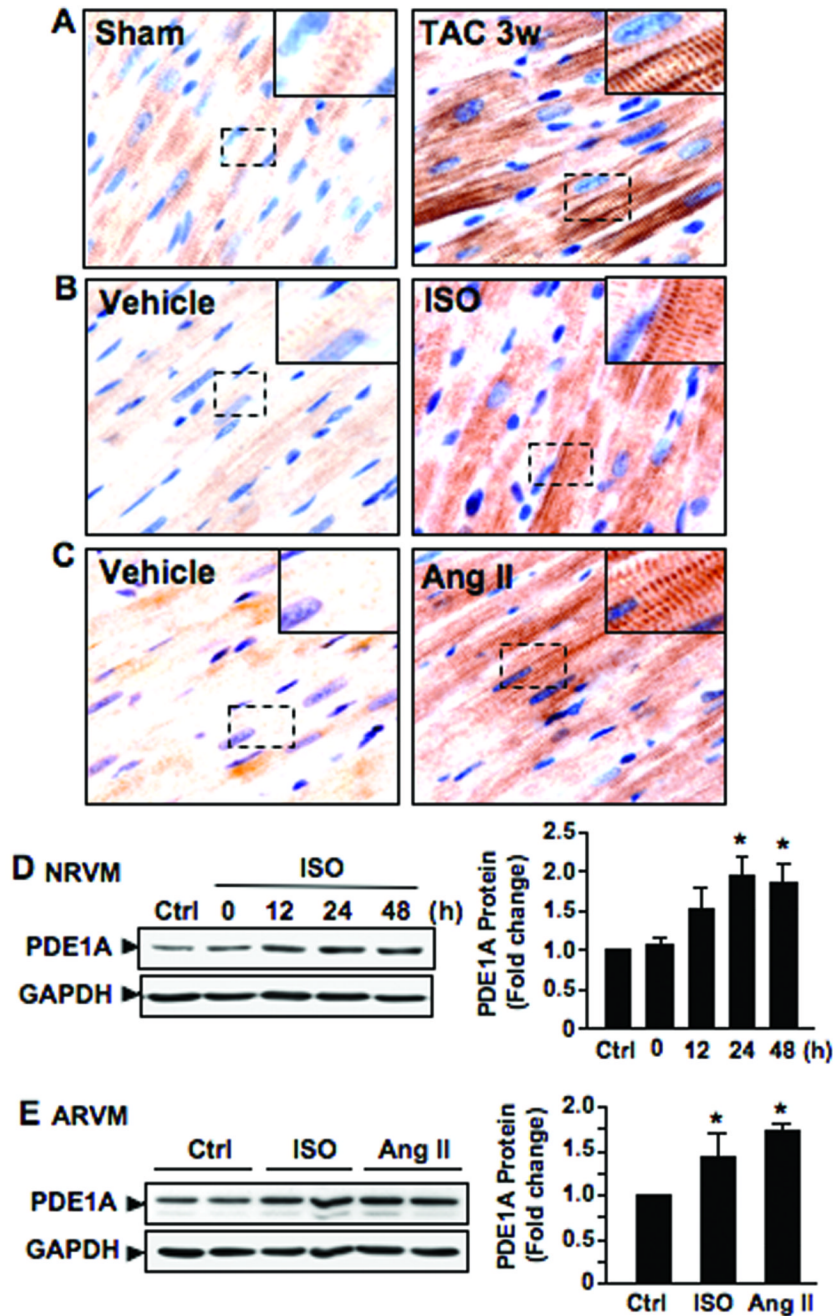 A
Sham
TAC 3w
B
Vehicle
ISO
C
Vehicle
Ang II
D NRVM
ISO
Ctrl 0 12 24 48 (h)
PDE1A
GAPDH
PDE1A Protein
(Fold change)
2.5
2.0
1.5
1.0
0.5
0
* *
Ctrl 0 12 24 48 (h)
E ARVM
Ctrl ISO Ang II
PDE1A
GAPDH
PDE1A Protein
(Fold change)
2.0
1.5
1.0
0
* *
Ctrl ISO Ang II